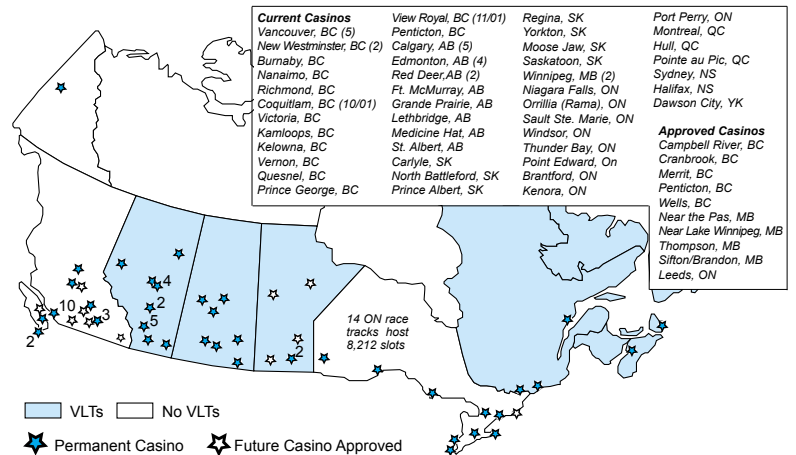 Current Casinos
Vancouver, BC (5)
New Westminster, BC (2)
Burnaby, BC
Nanaimo, BC
Richmond, BC
Coquitlam, BC (10/01)
Victoria, BC
Kamloops, BC
Kelowna, BC
Vernon, BC
Quesnel, BC
Prince George, BC
View Royal, BC (11/01)
Penticton, BC
Calgary, AB (5)
Edmonton, AB (4)
Red Deer,AB (2)
Ft. McMurray, AB
Grande Prairie, AB
Lethbridge, AB
Medicine Hat, AB
St. Albert, AB
Carlyle, SK
North Battleford, SK
Prince Albert, SK
Regina, SK
Yorkton, SK
Moose Jaw, SK
Saskatoon, SK
Winnipeg, MB (2)
Niagara Falls, ON
Orrillia (Rama), ON
Sault Ste. Marie, ON
Windsor, ON
Thunder Bay, ON
Point Edward, On
Brantford, ON
Kenora, ON
Port Perry, ON
Montreal, QC
Hull, QC
Pointe au Pic, QC
Sydney, NS
Halifax, NS
Dawson City, YK
Approved Casinos
Campbell River, BC
Cranbrook, BC
Merrit, BC
Penticton, BC
Wells, BC
Near the Pas, MB
Near Lake Winnipeg, MB
Thompson, MB
Sifton/Brandon, MB
Leeds, ON
4
2
10
3
5
2
2
14 ON race
tracks host
8,212 slots
VLTs
No VLTs
Permanent Casino
Future Casino Approved